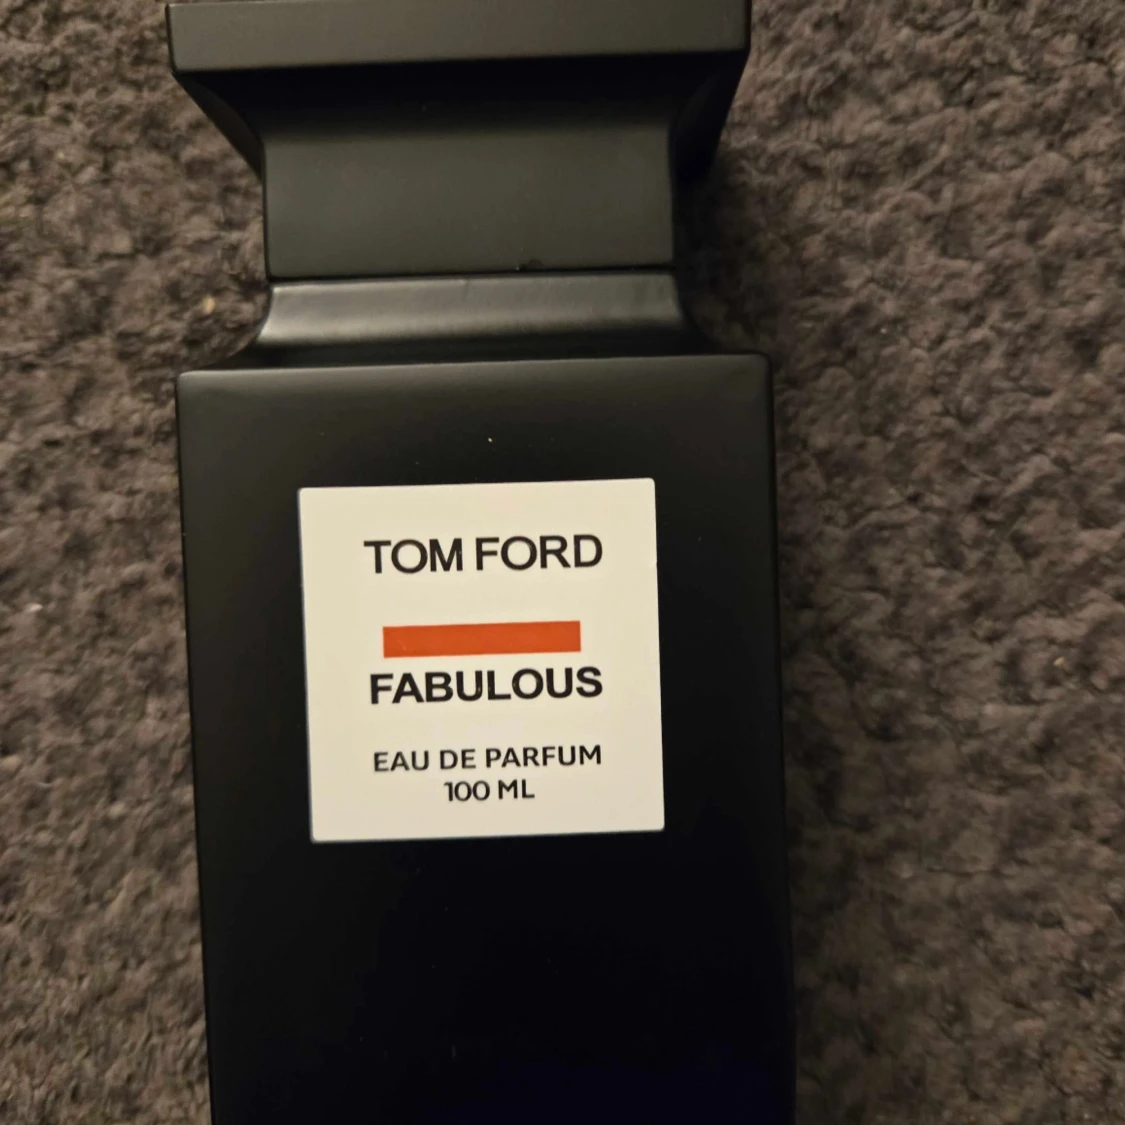 TOM FORD
FABULOUS
EAU DE PARFUM
100 ML